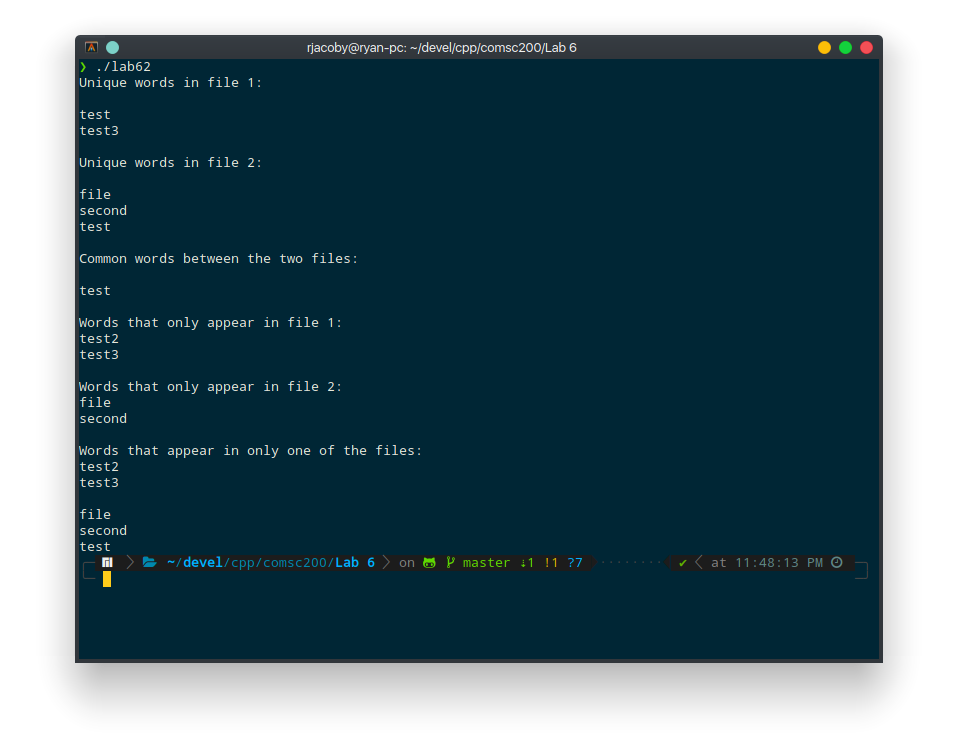 rjacoby@ryan-pc: ~/devel/cpp/comsc200/Lab 6
❯ ./lab62
Unique words in file 1:
test
test3
Unique words in file 2:
file
second
test
Common words between the two files:
test
Words that only appear in file 1:
test2
test3
Words that only appear in file 2:
file
second
Words that appear in only one of the files:
test2
test3
file
second
test
~/devel/cpp/comsc200/Lab 6 on master ⇣1 !1 ?7 ✔ at 11:48:13 PM